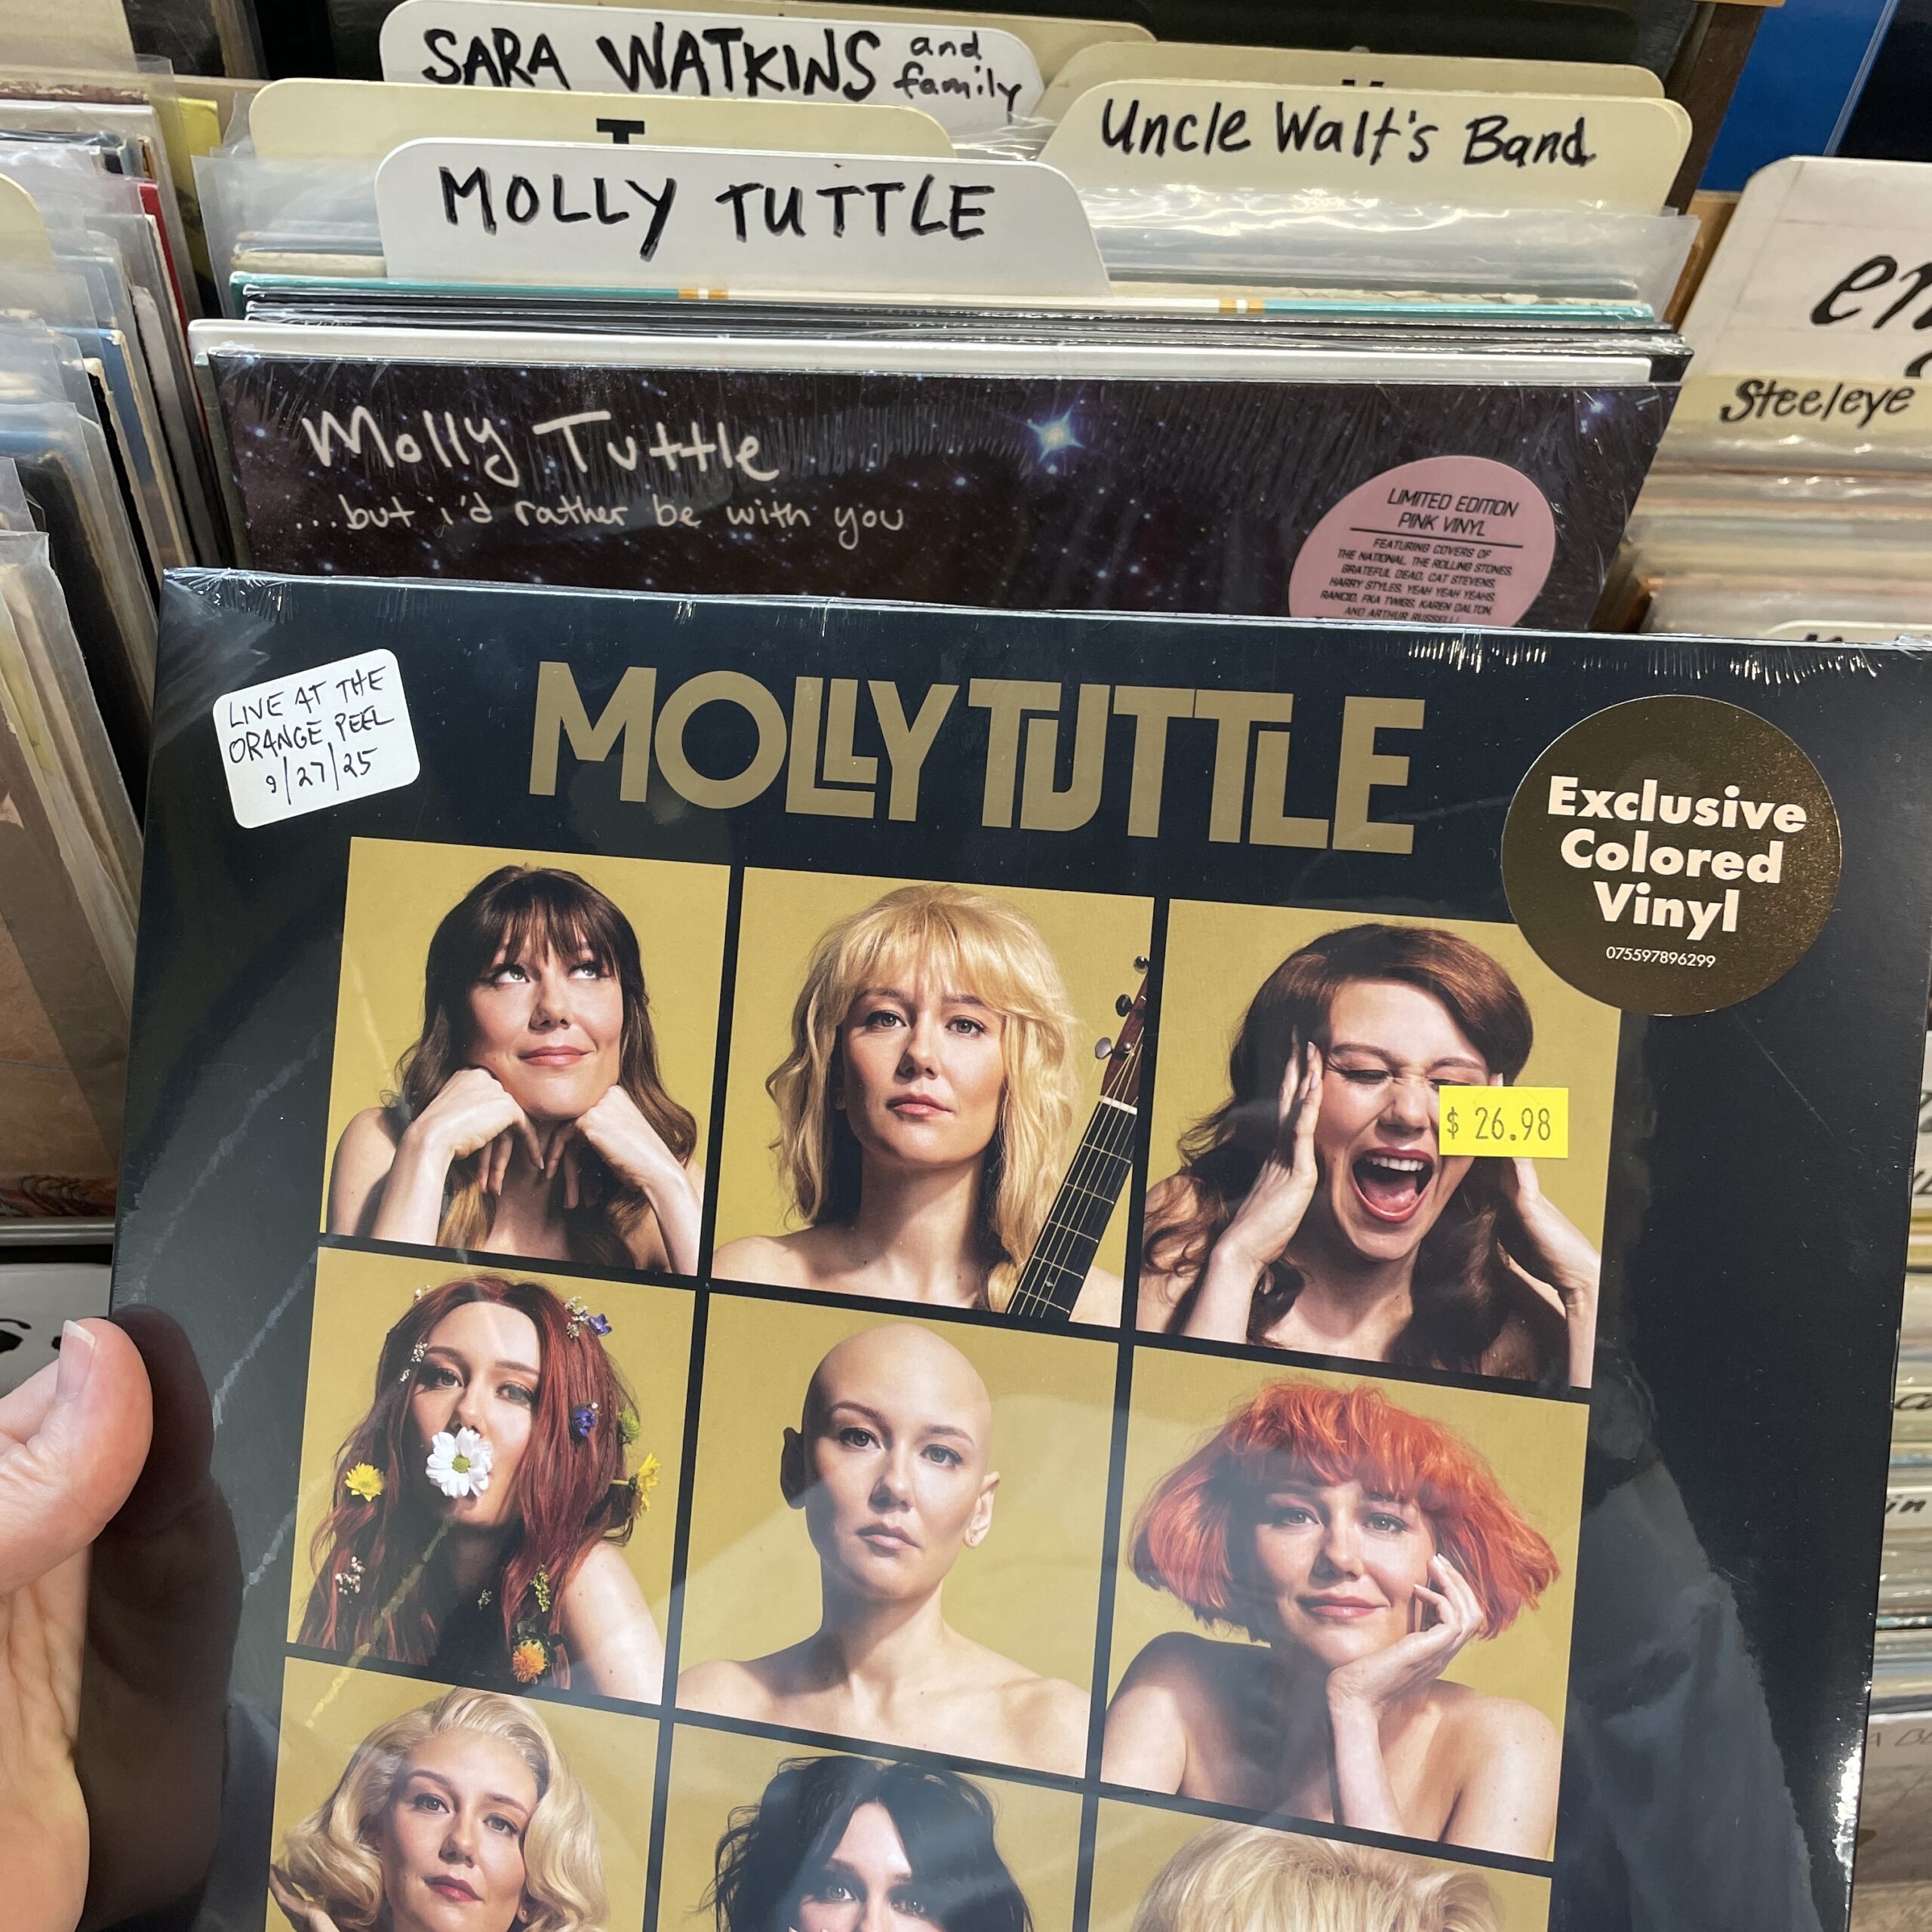 SARA WATKINS and family
T
Uncle Walt's Band
MOLLY TUTTLE
Steeleye
Molly Tuttle
...but i'd rather be with you
LIMITED EDITION
PINK VINYL
FEATURING COVERS OF
THE NATIONAL, THE ROLLING STONES,
GRATEFUL DEAD, CAT STEVENS,
HARRY STYLES, YEAH YEAH YEAHS,
RANCID, FKA TWIGS, KAREN DALTON,
AND ARTHUR RUSSELL!
LIVE AT THE
ORANGE PEEL
9/27/25
MOLLY TUTTLE
Exclusive
Colored
Vinyl
075597896299
$ 26.98